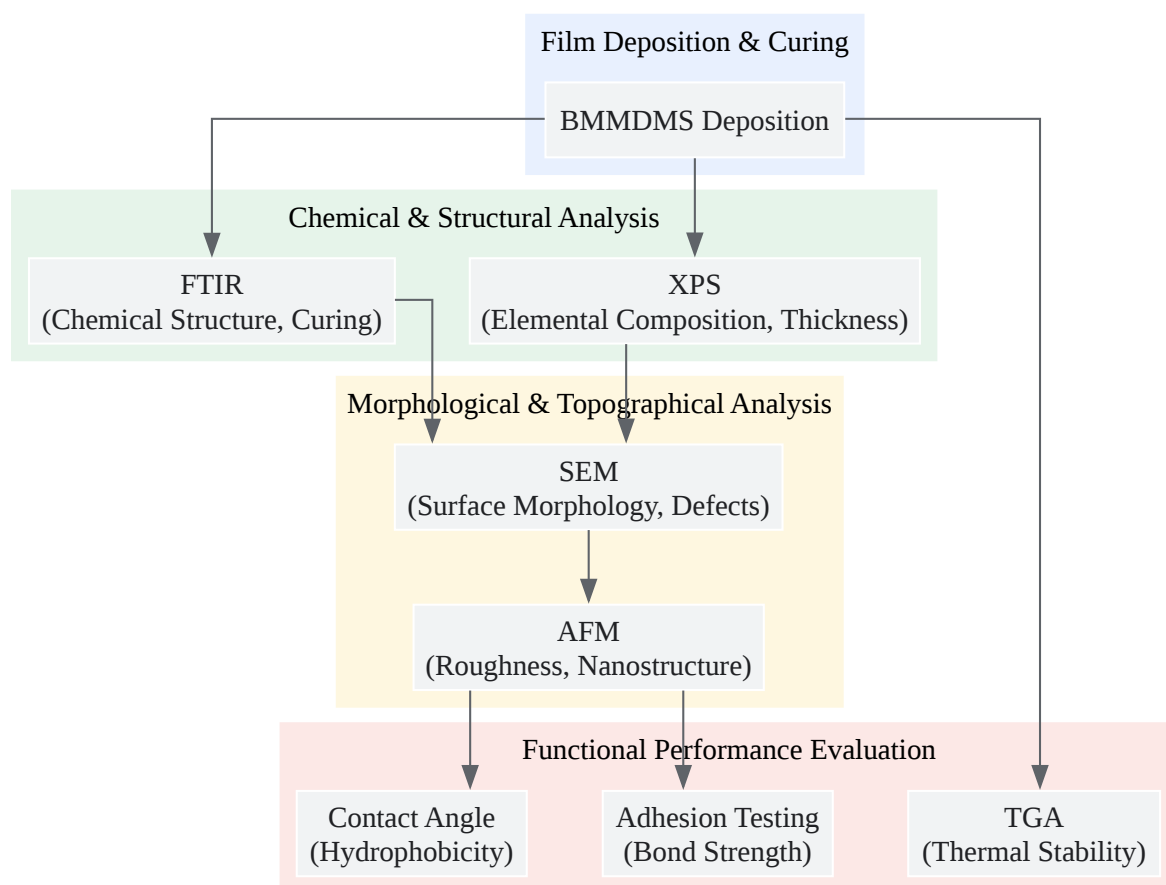 Film Deposition & Curing
BMMDMS Deposition
Chemical & Structural Analysis
FTIR
(Chemical Structure, Curing)
XPS
(Elemental Composition, Thickness)
Morphological & Topographical Analysis
SEM
(Surface Morphology, Defects)
AFM
(Roughness, Nanostructure)
Functional Performance Evaluation
Contact Angle
(Hydrophobicity)
Adhesion Testing
(Bond Strength)
TGA
(Thermal Stability)